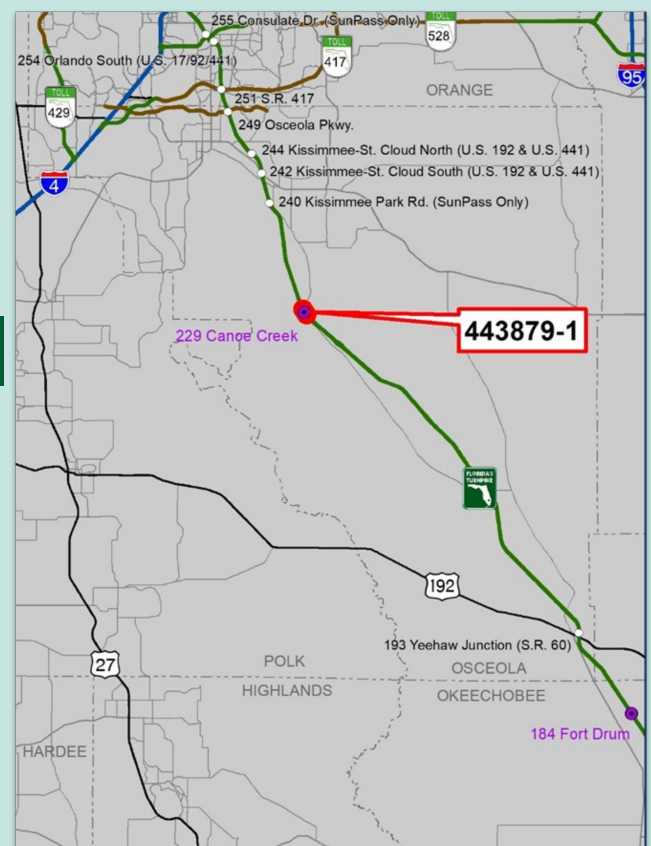 255 Consulate Dr. (SunPass Only)
TOLL
528
254 Orlando South (U.S. 17/92/441)
TOLL
417
95
TOLL
429
ORANGE
251 S.R. 417
249 Osceola Pkwy.
244 Kissimmee-St. Cloud North (U.S. 192 & U.S. 441)
242 Kissimmee-St. Cloud South (U.S. 192 & U.S. 441)
4
240 Kissimmee Park Rd. (SunPass Only)
443879-1
229 Canoe Creek
FLORIDA'S
TURNPIKE
192
193 Yeehaw Junction (S.R. 60)
27
POLK
OSCEOLA
HIGHLANDS
OKEECHOBEE
184 Fort Drum
HARDEE